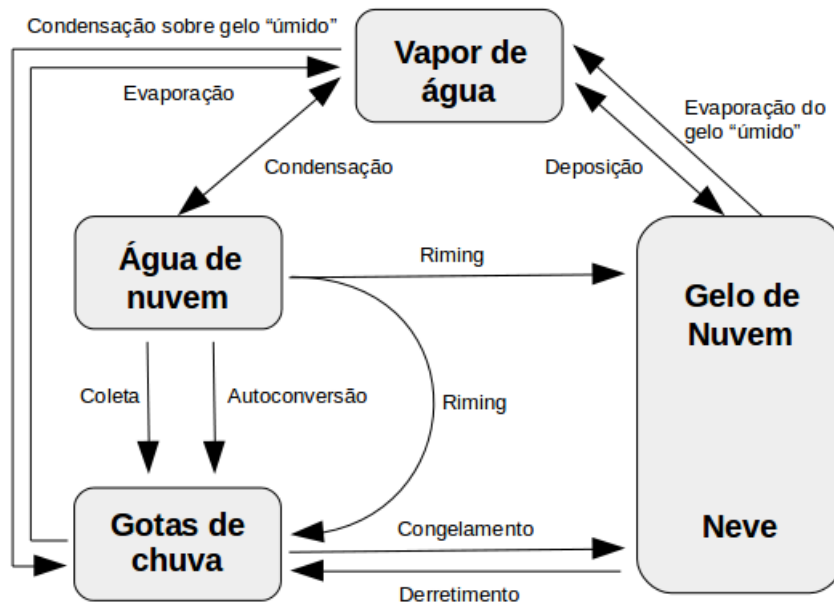 Condensação sobre gelo “úmido”
Vapor de
água
Evaporação
Evaporação do
gelo “úmido”
Condensação
Deposição
Água de
nuvem
Riming
Gelo de
Nuvem
Coleta
Autoconversão
Riming
Gotas de
chuva
Congelamento
Neve
Derretimento